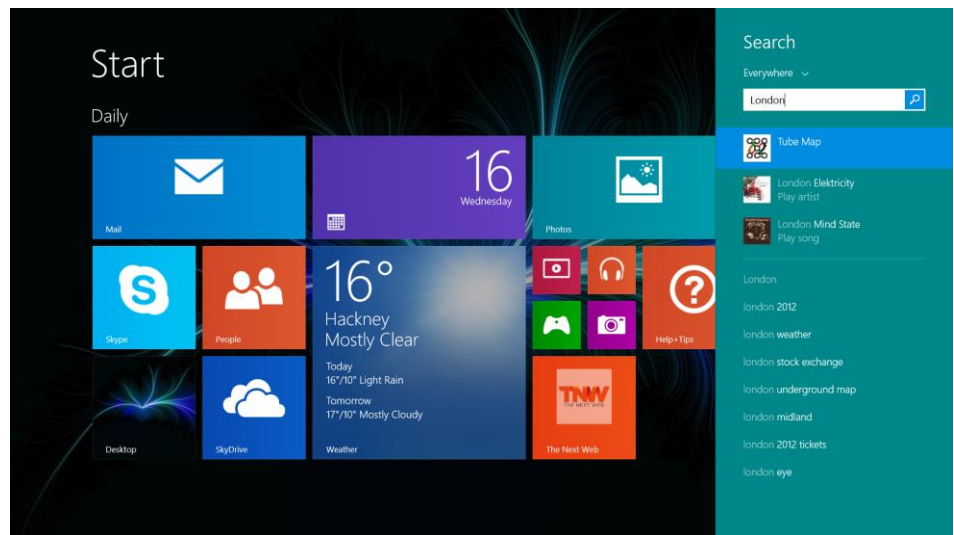 Start
Daily
Mail
16
Wednesday
Photos
Skype
People
16°
Hackney
Mostly Clear
Today
16°/10° Light Rain
Tomorrow
17°/10° Mostly Cloudy
Weather
Help+Tips
Desktop
SkyDrive
TNW
THE NEXT WEB
The Next Web
Search
Everywhere
London
Tube Map
London Elektricity
Play artist
London Mind State
Play song
London
london 2012
london weather
london stock exchange
london underground map
london midland
london 2012 tickets
london eye